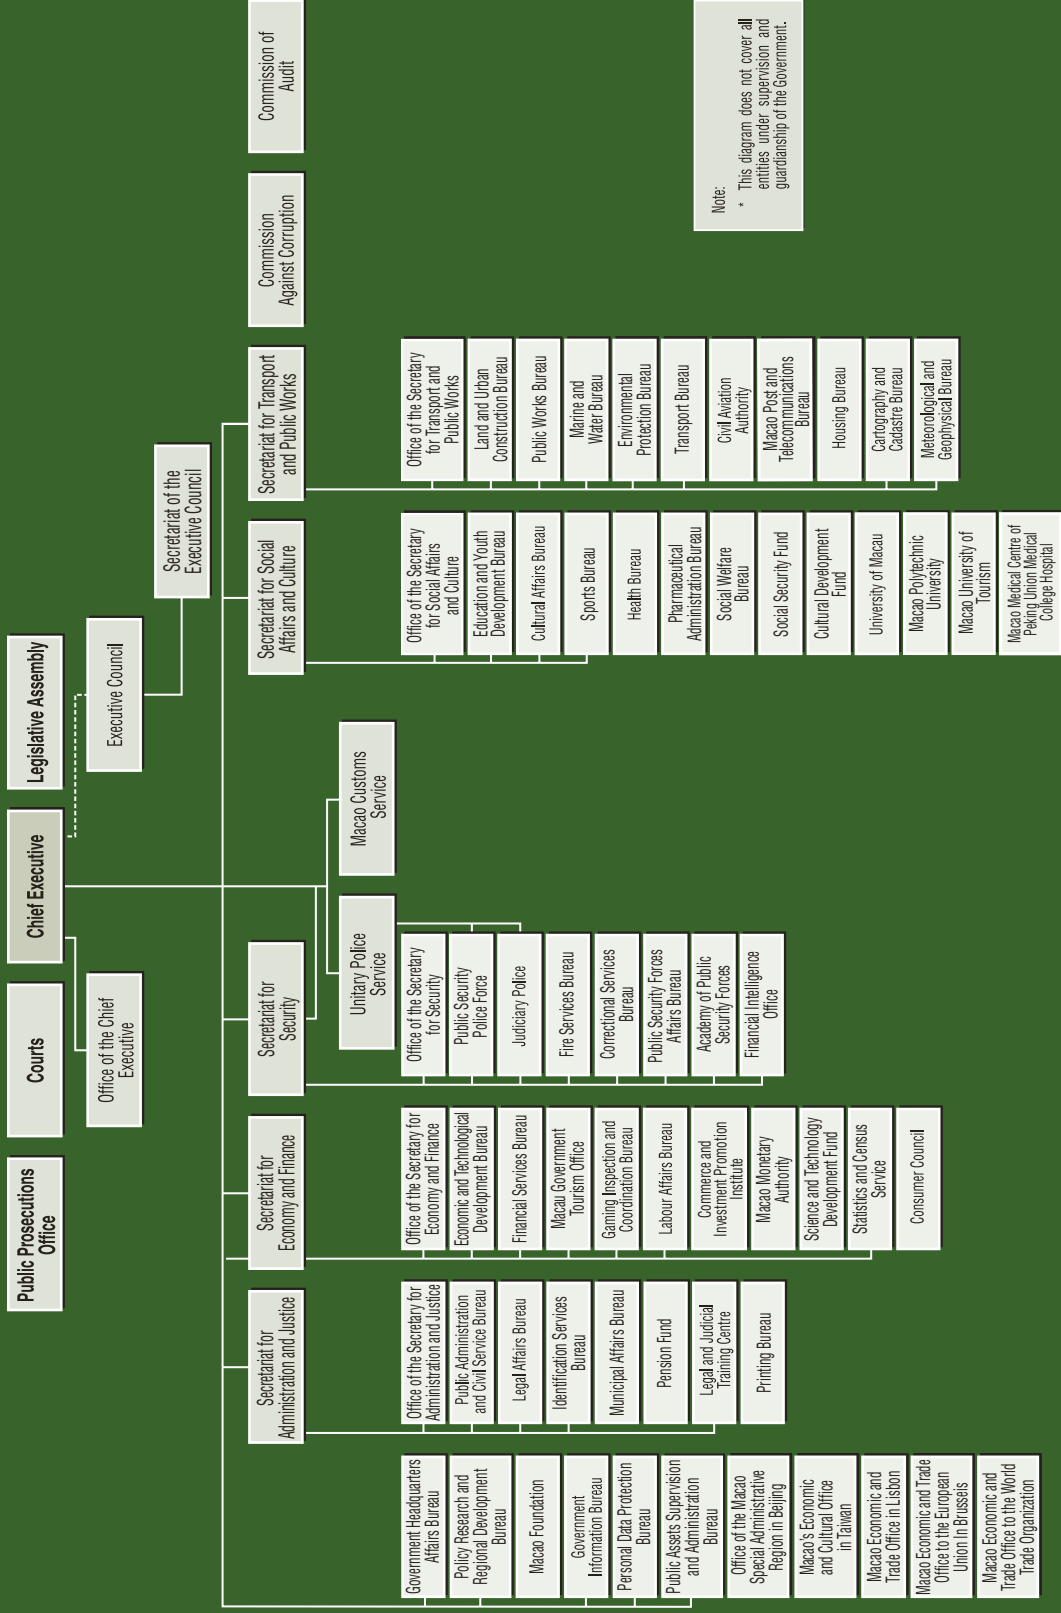 Public Prosecutions
Office
Courts
Chief Executive
Legislative Assembly
Office of the Chief
Executive
Executive Council
Secretariat of the
Executive Council
Secretariat for
Administration and Justice
Secretariat for
Economy and Finance
Secretariat for
Security
Secretariat for Social
Affairs and Culture
Secretariat for Transport
and Public Works
Commission
Against Corruption
Commission of
Audit
Unitary Police
Service
Macao Customs
Service
Government Headquarters
Affairs Bureau
Policy Research and
Regional Development
Bureau
Macao Foundation
Government
Information Bureau
Personal Data Protection
Bureau
Public Assets Supervision
and Administration
Bureau
Office of the Macao
Special Administrative
Region in Beijing
Macao's Economic
and Cultural Office
in Taiwan
Macao Economic and
Trade Office in Lisbon
Macao Economic and Trade
Office to the European
Union In Brusseis
Macao Economic and
Trade Office to the World
Trade Organization
Office of the Secretary for
Administration and Justice
Public Administration
and Civil Service Bureau
Legal Affairs Bureau
Identification Services
Bureau
Municipal Affairs Bureau
Pension Fund
Legal and Judicial
Training Centre
Printing Bureau
Office of the Secretary for
Economy and Finance
Economic and Technological
Development Bureau
Financial Services Bureau
Macau Government
Tourism Office
Gaming Inspection and
Coordination Bureau
Labour Affairs Bureau
Commerce and
Investment Promotion
Institute
Macao Monetary
Authority
Science and Technology
Development Fund
Statistics and Census
Service
Consumer Council
Office of the Secretary
for Security
Public Security
Police Force
Judiciary Police
Fire Services Bureau
Correctional Services
Bureau
Public Security Forces
Affairs Bureau
Academy of Public
Security Forces
Financial Intelligence
Office
Office of the Secretary
for Social Affairs
and Culture
Education and Youth
Development Bureau
Cultural Affairs Bureau
Sports Bureau
Health Bureau
Pharmaceutical
Administration Bureau
Social Welfare
Bureau
Social Security Fund
Cultural Development
Fund
University of Macau
Macao Polytechnic
University
Macao University of
Tourism
Macao Medical Centre of
Peking Union Medical
College Hospital
Office of the Secretary
for Transport and
Public Works
Land and Urban
Construction Bureau
Public Works Bureau
Marine and
Water Bureau
Environmental
Protection Bureau
Transport Bureau
Civil Aviation
Authority
Macao Post and
Telecommunications
Bureau
Housing Bureau
Cartography and
Cadastre Bureau
Meteorological and
Geophysical Bureau
Note:
* This diagram does not cover all
entities under supervision and
guardianship of the Government.